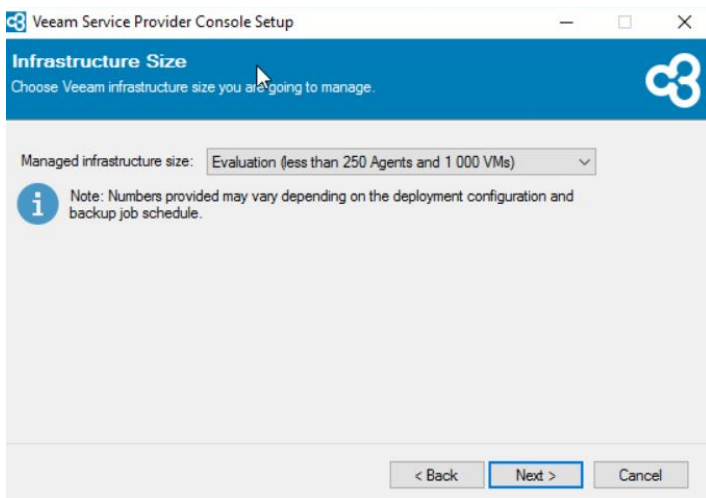 Veeam Service Provider Console Setup
Infrastructure Size
Choose Veeam infrastructure size you are going to manage.
Managed infrastructure size: Evaluation (less than 250 Agents and 1 000 VMs)
Note: Numbers provided may vary depending on the deployment configuration and
backup job schedule.
< Back Next > Cancel